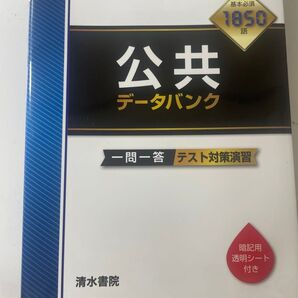 基本必須
1850
語
公共
データバンク
一問一答 テスト対策演習
暗記用
透明シート
付き
清水書院